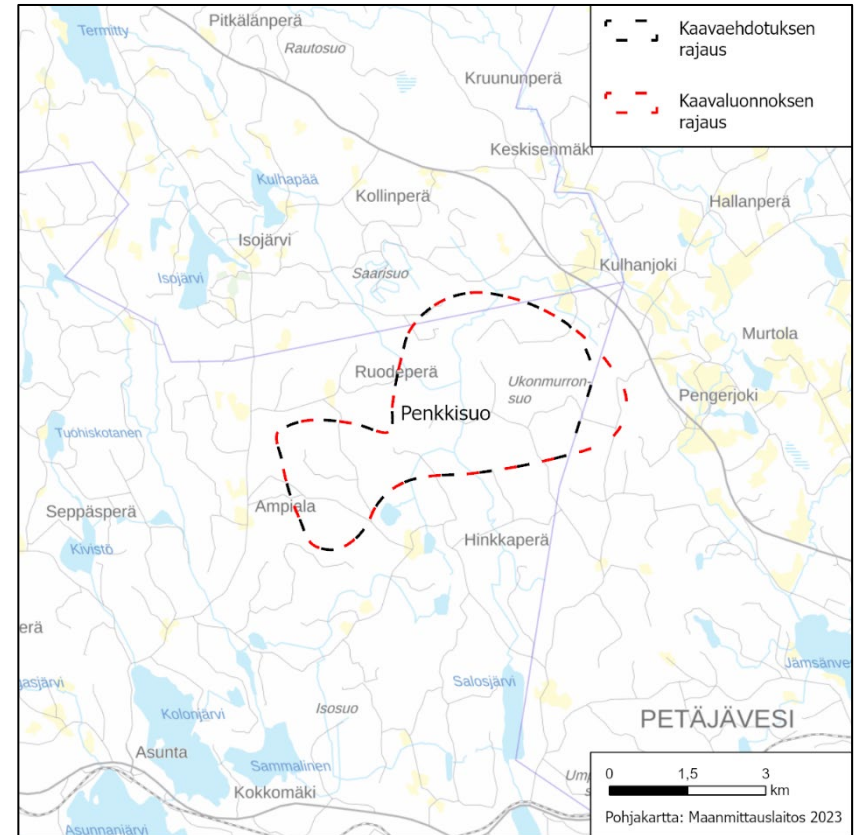 Pitkälänperä
Termitty
Rautosuo
Kaavaehdotuksen
rajaus
Kruununperä
Kaavaluonnoksen
rajaus
Keskisenmäki
Kulhapää
Kollinperä
Hallanperä
Isojärvi
Kulhanjoki
Saarisuo
Isojärvi
Murtola
Ruodeperä
Ukonmurron-
suo
Pengerjoki
Penkkisuo
Tuohiskotanen
Ampiala
Seppäsperä
Hinkkaperä
Kivistö
erä
Jämsänves
Salosjärvi
gasjärvi
Isosuo
Kolonjärvi
PETÄJÄVESI
Asunta
Sammalinen
Kokkomäki
Asunnanjärvi
0 1,5 3
km
Pohjakartta: Maanmittauslaitos 2023